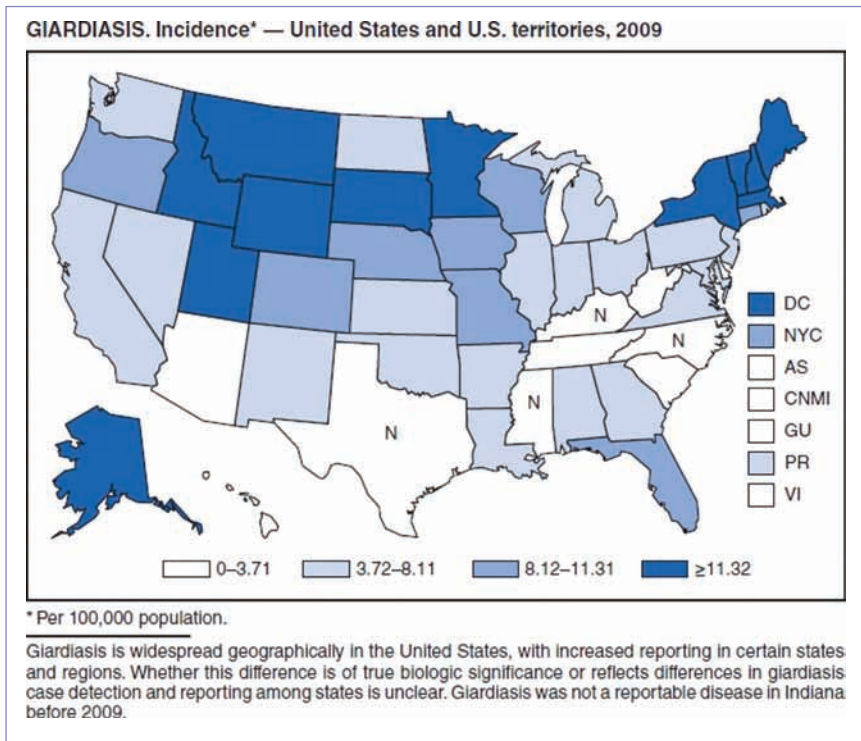 GIARDIASIS. Incidence* — United States and U.S. territories, 2009
N
N
N
N
DC
NYC
AS
CNMI
GU
PR
VI
0–3.71
3.72–8.11
8.12–11.31
≥11.32
* Per 100,000 population.
Giardiasis is widespread geographically in the United States, with increased reporting in certain states
and regions. Whether this difference is of true biologic significance or reflects differences in giardiasis
case detection and reporting among states is unclear. Giardiasis was not a reportable disease in Indiana
before 2009.